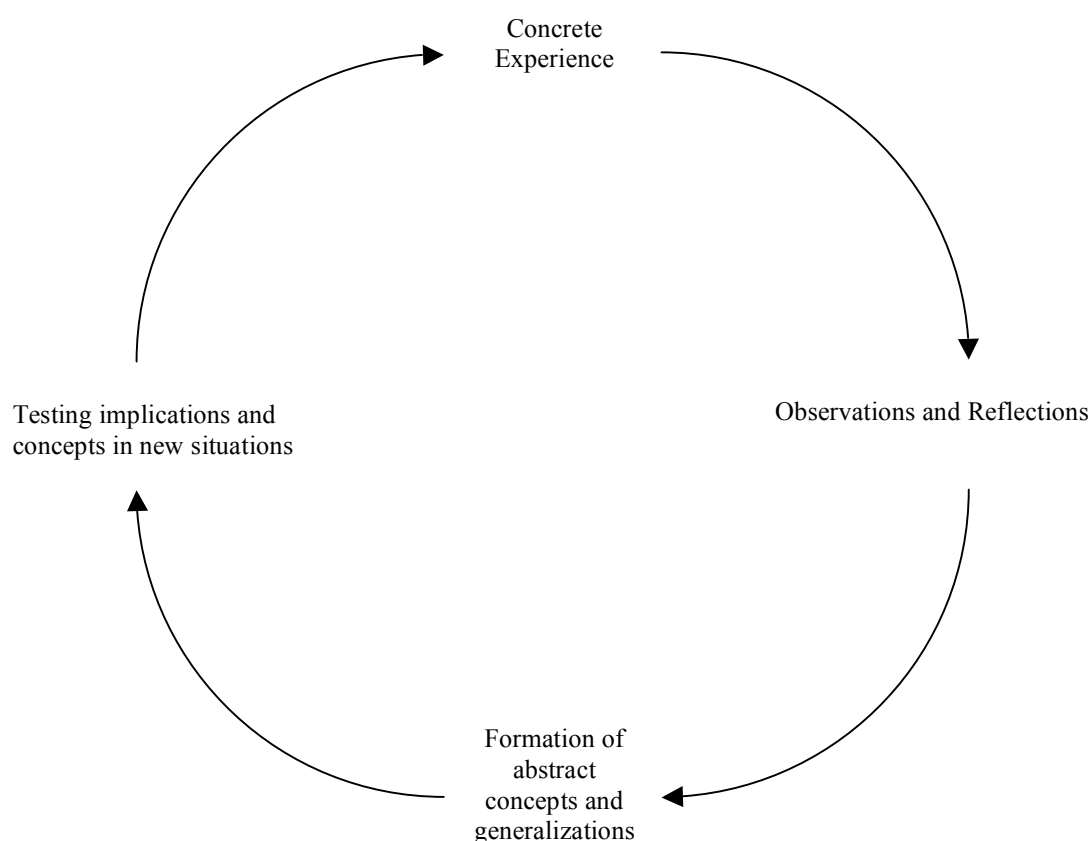 Concrete
Experience
Testing implications and
concepts in new situations
Observations and Reflections
Formation of
abstract
concepts and
generalizations